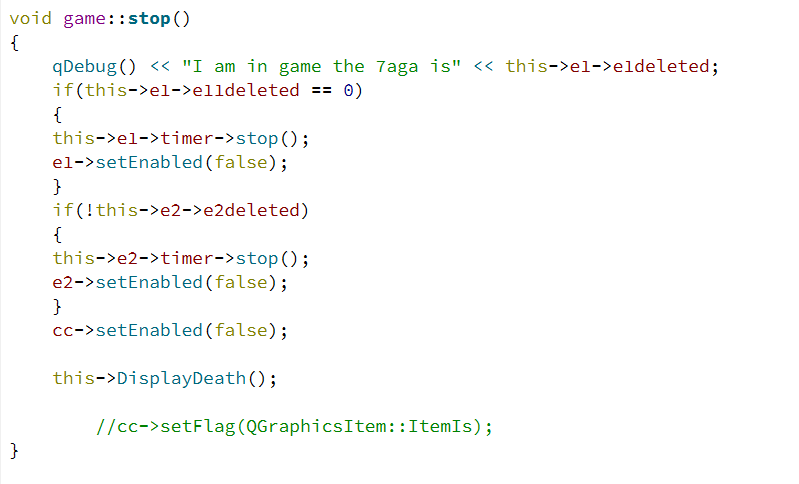 void game::stop()
{
    qDebug() << "I am in game the 7aga is" << this->e1->e1deleted;
    if(this->e1->e11deleted == 0)
    {
    this->e1->timer->stop();
    e1->setEnabled(false);
    }
    if(!this->e2->e2deleted)
    {
    this->e2->timer->stop();
    e2->setEnabled(false);
    }
    cc->setEnabled(false);

    this->DisplayDeath();

        //cc->setFlag(QGraphicsItem::ItemIs);
}